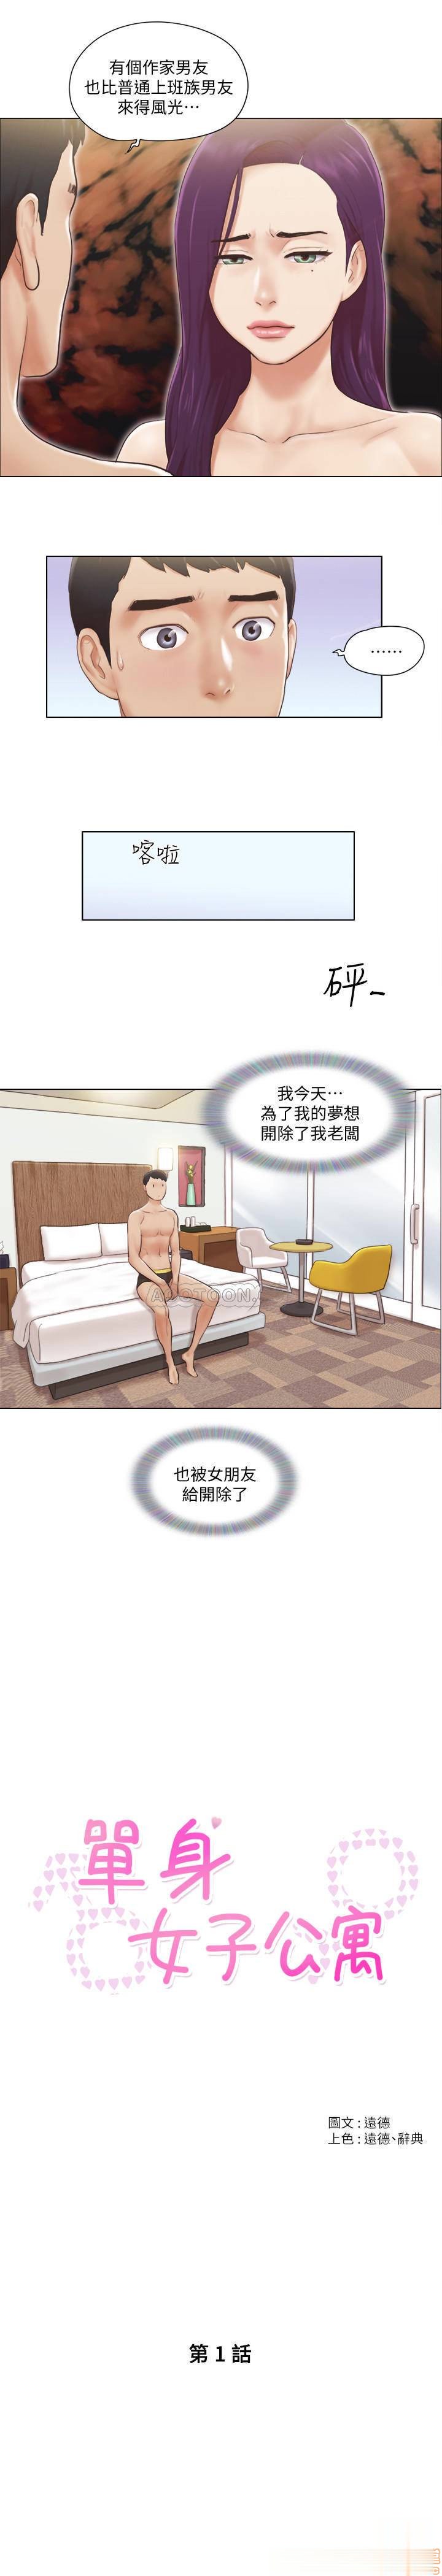 有個作家男友
也比普通上班族男友
來得風光…
……
喀啦
砰_
我今天…
為了我的夢想
開除了我老闆
也被女朋友
給開除了
單身
女子公寓
圖文：遠德
上色：遠德、辭典
第1話